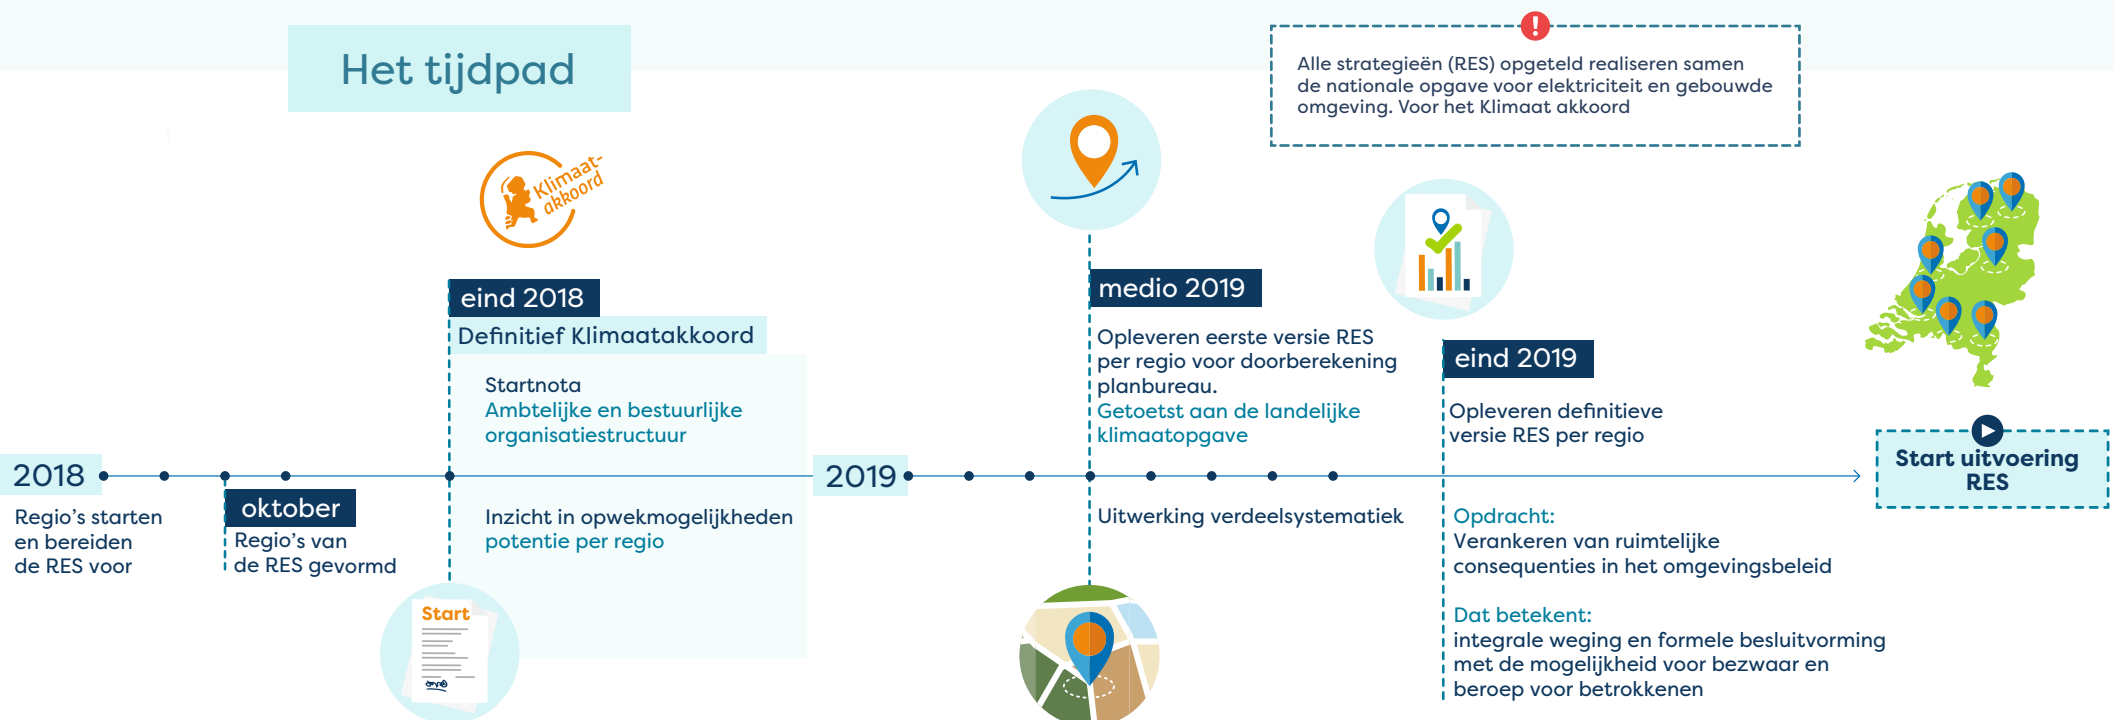 Het tijdpad
Alle strategieën (RES) opgeteld realiseren samen
de nationale opgave voor elektriciteit en gebouwde
omgeving. Voor het Klimaat akkoord
Klimaat-
akkoord
2018
Regio's starten
en bereiden
de RES voor
oktober
Regio's van
de RES gevormd
eind 2018
Definitief Klimaatakkoord
Startnota
Ambtelijke en bestuurlijke
organisatiestructuur
Inzicht in opwekmogelijkheden
potentie per regio
Start
2019
medio 2019
Opleveren eerste versie RES
per regio voor doorberekening
planbureau.
Getoetst aan de landelijke
klimaatopgave
Uitwerking verdeelsystematiek
eind 2019
Opleveren definitieve
versie RES per regio
Opdracht:
Verankeren van ruimtelijke
consequenties in het omgevingsbeleid
Dat betekent:
integrale weging en formele besluitvorming
met de mogelijkheid voor bezwaar en
beroep voor betrokkenen
Start uitvoering
RES